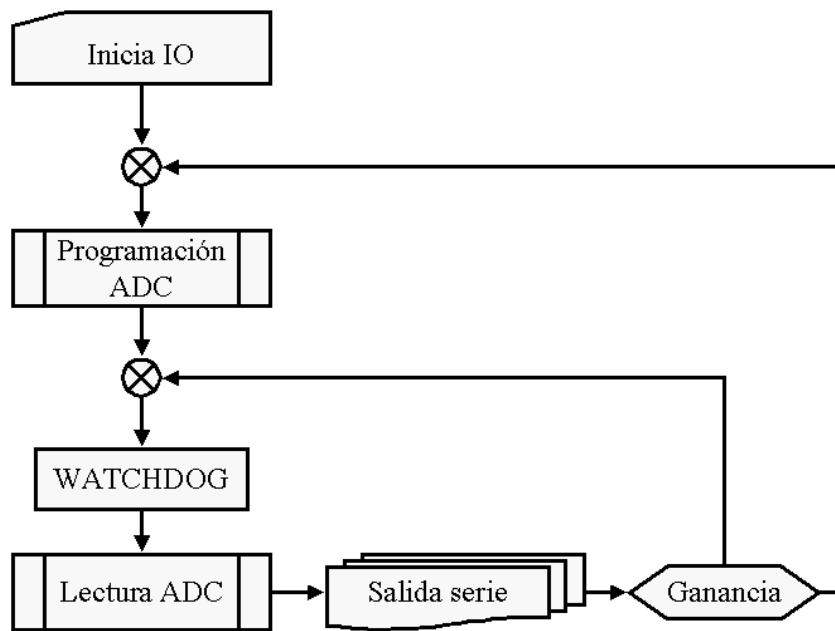 Inicia IO
Programación
ADC
WATCHDOG
Lectura ADC
Salida serie
Ganancia